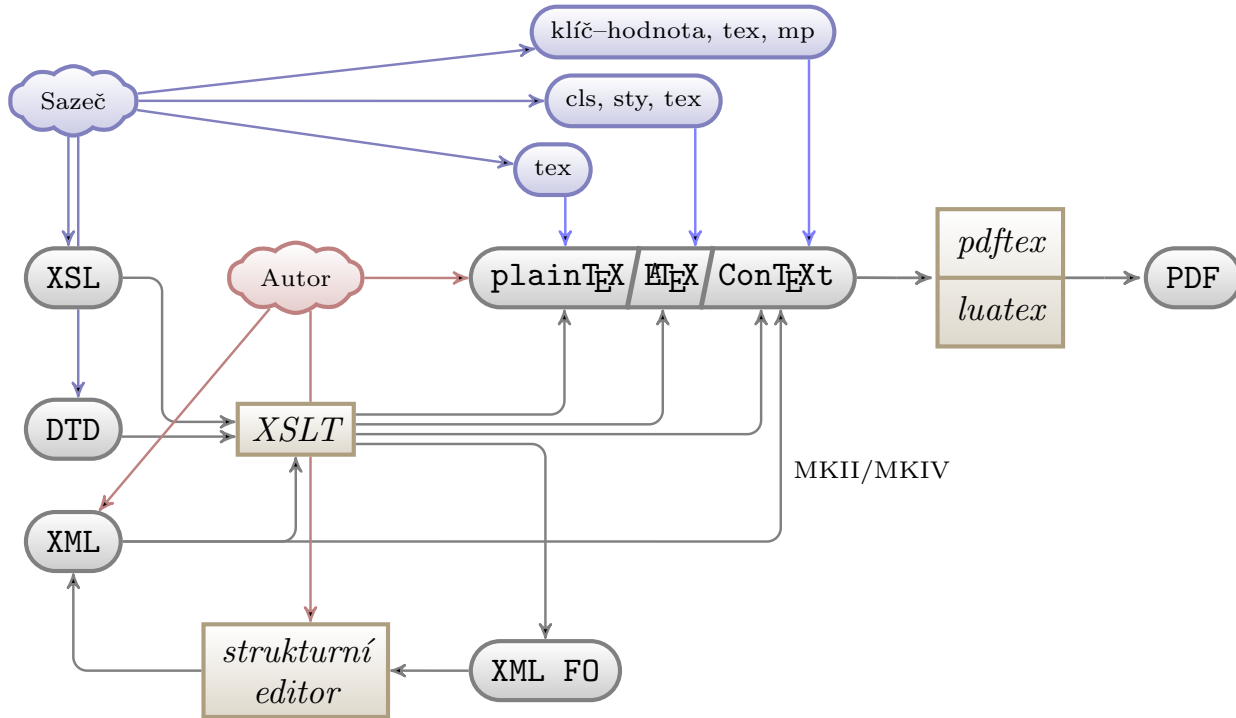 klíč–hodnota, tex, mp
Sazeč
cls, sty, tex
tex
XSL
Autor
plainTEX
LATEX
ConTEXt
pdftex
luatex
PDF
DTD
XSLT
MKII/MKIV
XML
strukturní
editor
XML FO